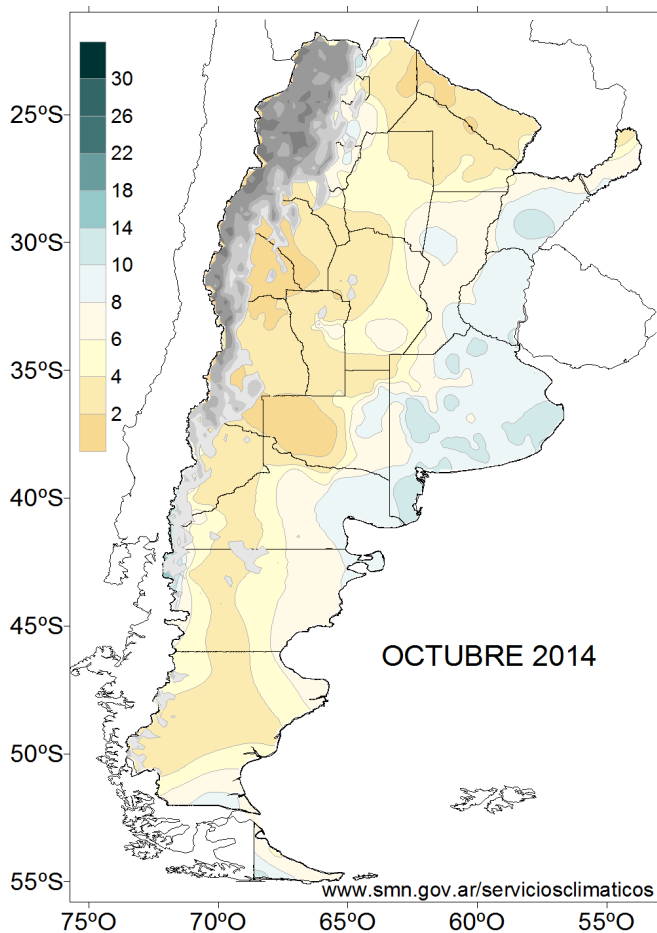 30
26
22
18
14
10
8
6
4
2
25ºS
30ºS
35ºS
40ºS
45ºS
50ºS
55ºS
OCTUBRE 2014
www.smn.gov.ar/serviciosclimaticos
75ºO 70ºO 65ºO 60ºO 55ºO